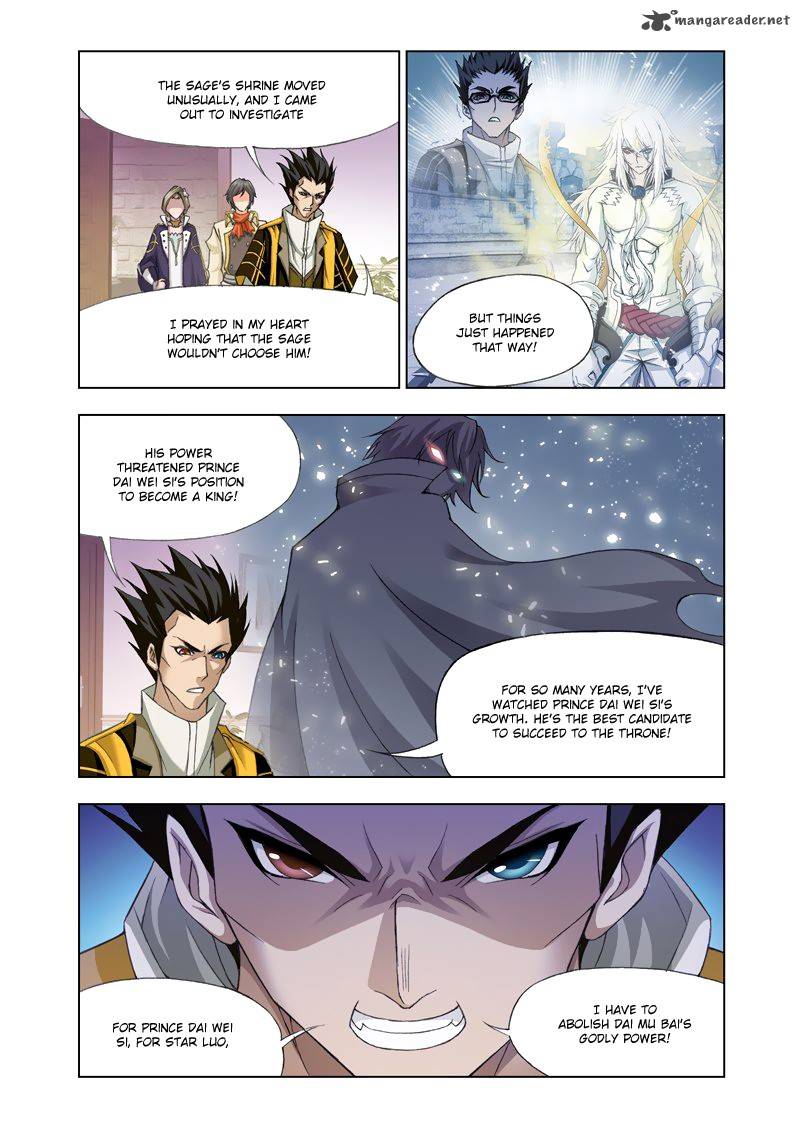 mangareader.net
THE SAGE'S SHRINE MOVED
UNUSUALLY, AND I CAME
OUT TO INVESTIGATE
I PRAYED IN MY HEART
HOPING THAT THE SAGE
WOULDN'T CHOOSE HIM!
BUT THINGS
JUST HAPPENED
THAT WAY!
HIS POWER
THREATENED PRINCE
DAI WEI SI'S POSITION
TO BECOME A KING!
FOR SO MANY YEARS, I'VE
WATCHED PRINCE DAI WEI SI'S
GROWTH. HE'S THE BEST CANDIDATE
TO SUCCEED TO THE THRONE!
FOR PRINCE DAI WEI
SI, FOR STAR LUO,
I HAVE TO
ABOLISH DAI MU BAI'S
GODLY POWER!